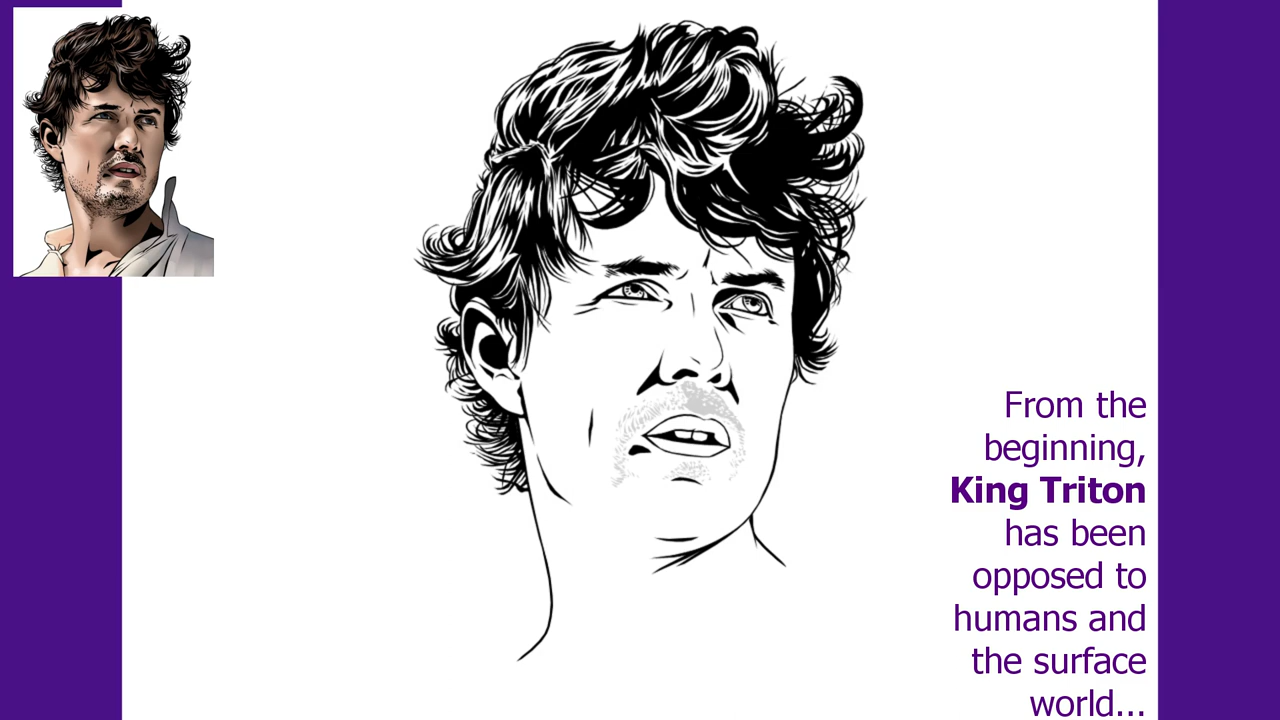 From the
beginning,
King Triton
has been
opposed to
humans and
the surface
world...